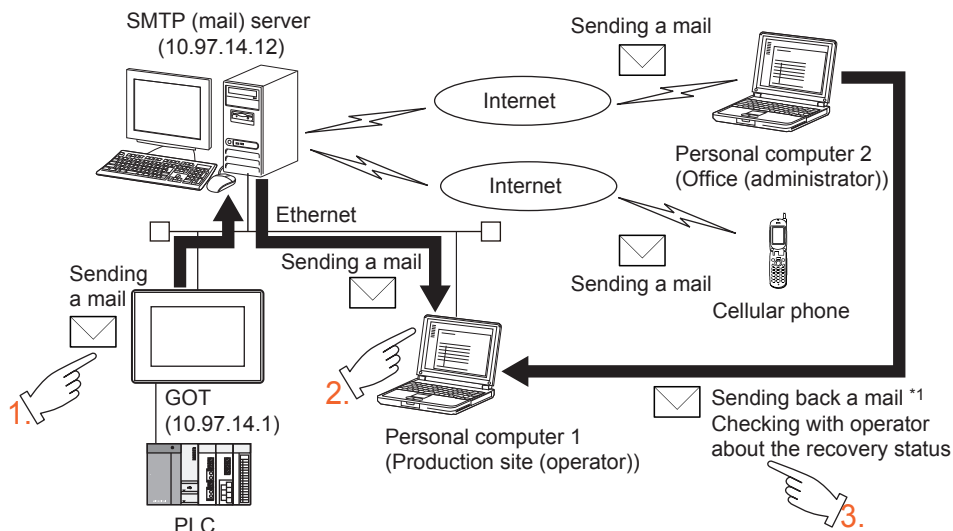 SMTP (mail) server
(10.97.14.12)
Sending a mail
Internet
Personal computer 2
(Office (administrator))
Internet
Ethernet
Sending
a mail
Sending a mail
Sending a mail
Cellular phone
1.
2.
GOT
(10.97.14.1)
Personal computer 1
(Production site (operator))
Sending back a mail *1
Checking with operator
about the recovery status
3.
PLC